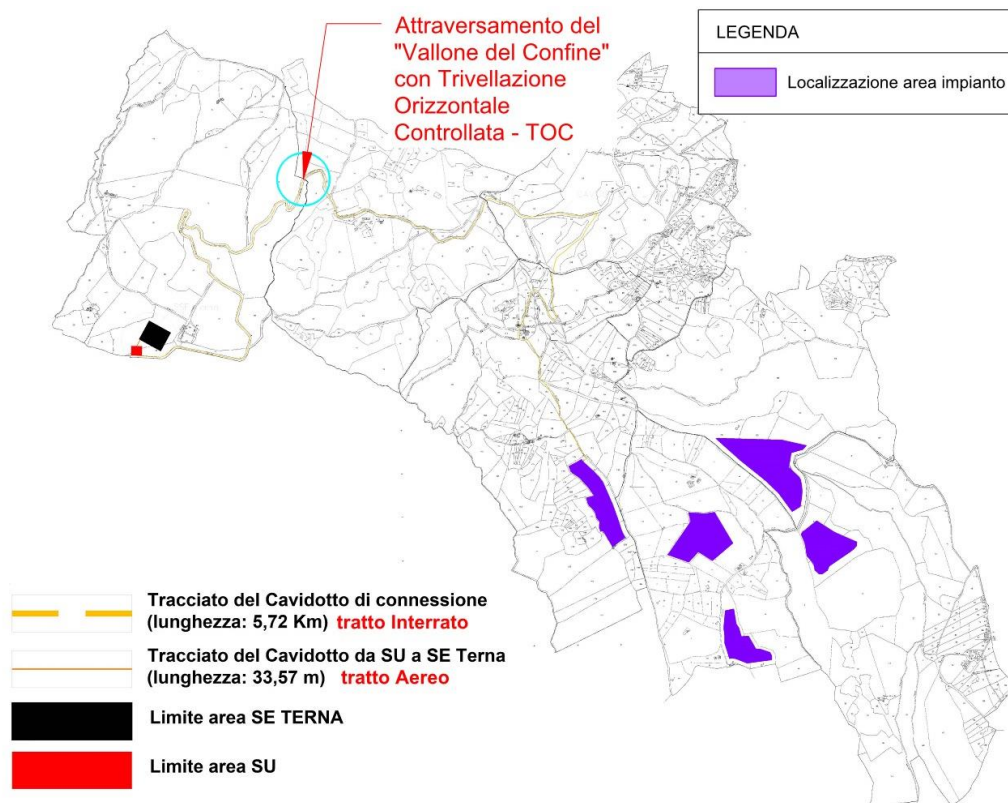 Attraversamento del
"Vallone del Confine"
con Trivellazione
Orizzontale
Controllata - TOC
LEGENDA
Localizzazione area impianto
Tracciato del Cavidotto di connessione
(lunghezza: 5,72 Km) tratto Interrato
Tracciato del Cavidotto da SU a SE Terna
(lunghezza: 33,57 m) tratto Aereo
Limite area SE TERNA
Limite area SU